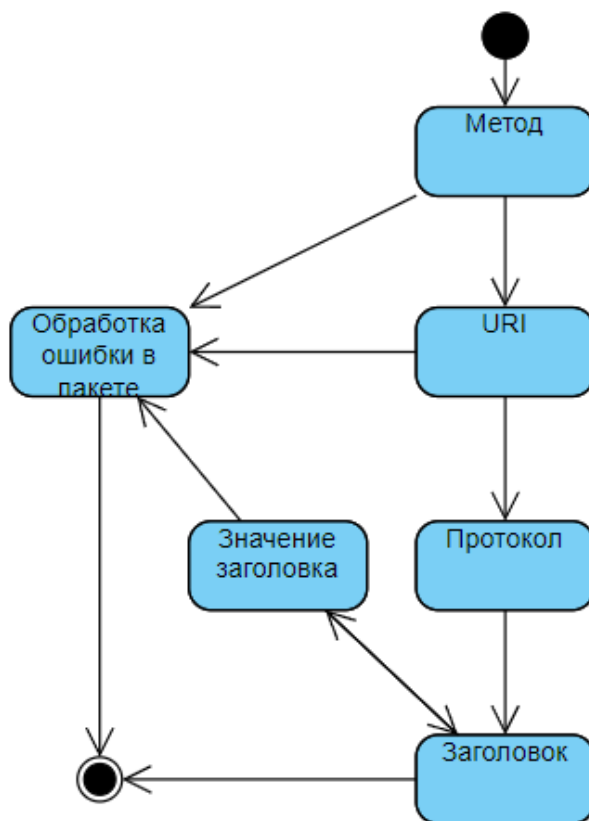 Метод
Обработка
ошибки в
пакете
URI
Значение
заголовка
Протокол
Заголовок